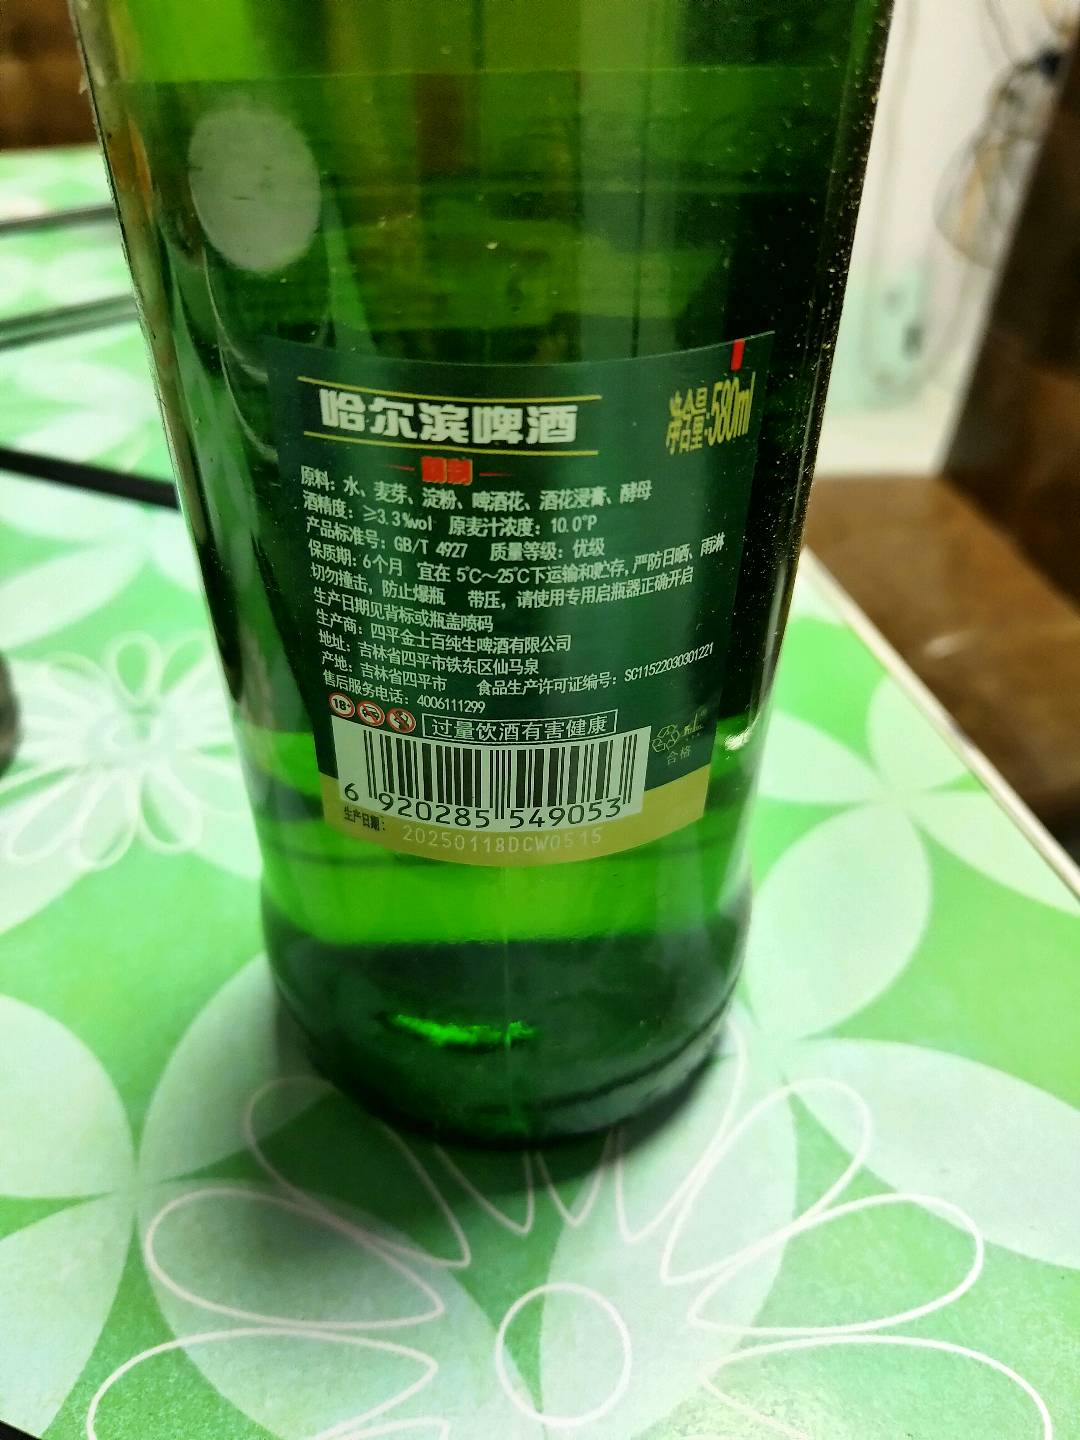 哈尔滨啤酒
净含量:580ml
精制
原料：水、麦芽、淀粉、啤酒花、酒花浸膏、酵母
酒精度：≥3.3%vol 原麦汁浓度：10.0°P
产品标准号：GB/T 4927 质量等级：优级
保质期：6个月 宜在 5℃～25℃下运输和贮存，严防日晒、雨淋
切勿撞击，防止爆瓶 带压，请使用专用启瓶器正确开启
生产日期见背标或瓶盖喷码
生产商：四平金士百纯生啤酒有限公司
地址：吉林省四平市铁东区仙马泉
产地：吉林省四平市 食品生产许可证编号：SC11522030301221
售后服务电话：4006111299
18+ 过量饮酒有害健康
合格
6 920285 549053
生产日期：20250118DCW0515